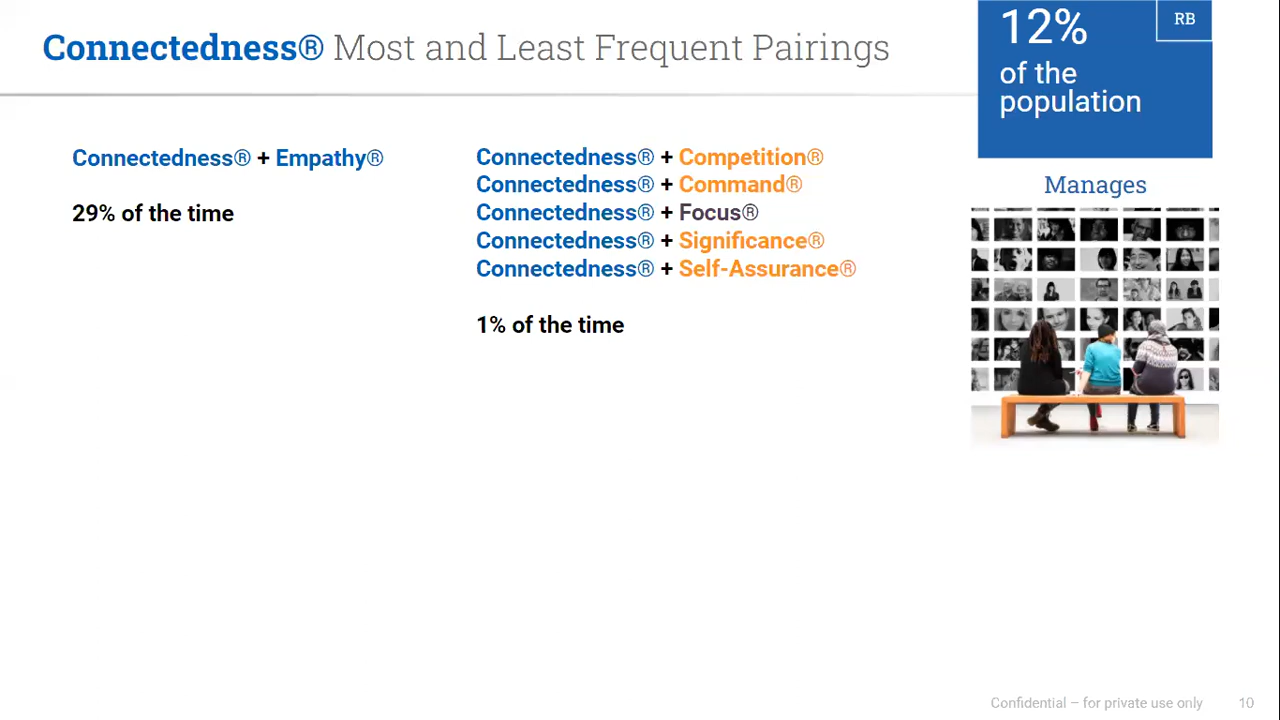 Connectedness® Most and Least Frequent Pairings
12%
of the
population
RB
Connectedness® + Empathy®
29% of the time
Connectedness® + Competition®
Connectedness® + Command®
Connectedness® + Focus®
Connectedness® + Significance®
Connectedness® + Self-Assurance®
1% of the time
Manages
Confidential – for private use only
10